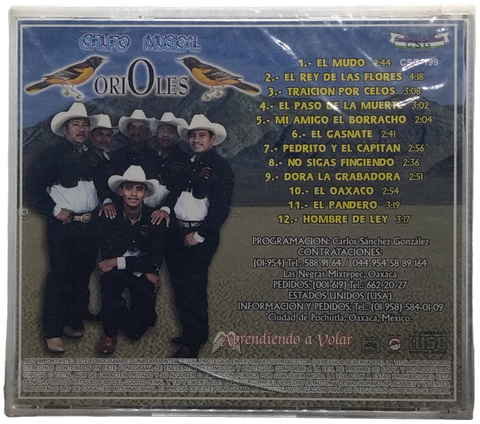 GRUPO MUSICAL
ORIOLES
CSG
1.- EL MUDO 2:44 CSG-199
2.- EL REY DE LAS FLORES 4:18
3.- TRAICION POR CELOS 3:08
4.- EL PASO DE LA MUERTE 3:02
5.- MI AMIGO EL BORRACHO 2:04
6.- EL GASNATE 2:41
7.- PEDRITO Y EL CAPITAN 2:56
8.- NO SIGAS FINGIENDO 2:36
9.- DORA LA GRABADORA 2:51
10.- EL OAXACO 2:54
11.- EL PANDERO 3:19
12.- HOMBRE DE LEY 3:17
PROGRAMACION: Carlos Sánchez González
CONTRATACIONES:
(01-954) Tel.: 588 91 64 / 044 954 58 89 164
Las Negras Mixtepec, Oaxaca
PEDIDOS: (001-619) Tel.: 662 20 27
ESTADOS UNIDOS (USA)
INFORMACION Y PEDIDOS: Tel.: (01-958)-584-01-09
Ciudad de Pochutla, Oaxaca, Mexico.
Aprendiendo a Volar